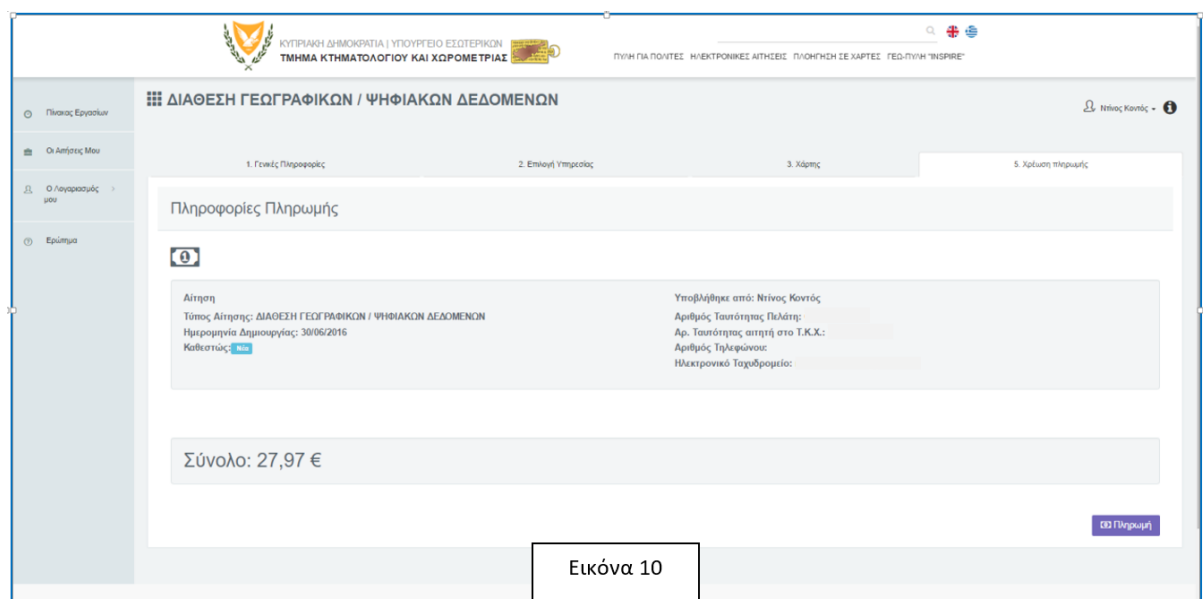 ΚΥΠΡΙΑΚΗ ΔΗΜΟΚΡΑΤΙΑ | ΥΠΟΥΡΓΕΙΟ ΕΣΩΤΕΡΙΚΩΝ
ΤΜΗΜΑ ΚΤΗΜΑΤΟΛΟΓΙΟΥ ΚΑΙ ΧΩΡΟΜΕΤΡΙΑΣ
ΠΥΛΗ ΓΙΑ ΠΟΛΙΤΕΣ ΗΛΕΚΤΡΟΝΙΚΕΣ ΑΙΤΗΣΕΙΣ ΠΛΟΗΓΗΣΗ ΣΕ ΧΑΡΤΕΣ ΓΕΩ-ΠΥΛΗ "INSPIRE"
Πίνακας Εργασίων
Οι Αιτήσεις Μου
Ο Λογαριασμός μου
Ερώτημα
ΔΙΑΘΕΣΗ ΓΕΩΓΡΑΦΙΚΩΝ / ΨΗΦΙΑΚΩΝ ΔΕΔΟΜΕΝΩΝ
Ντίνος Κοντός
1. Γενικές Πληροφορίες
2. Επιλογή Υπηρεσίας
3. Χάρτης
5. Χρέωση πληρωμής
Πληροφορίες Πληρωμής
Αίτηση
Τύπος Αίτησης: ΔΙΑΘΕΣΗ ΓΕΩΓΡΑΦΙΚΩΝ / ΨΗΦΙΑΚΩΝ ΔΕΔΟΜΕΝΩΝ
Ημερομηνία Δημιουργίας: 30/06/2016
Καθεστώς: Νέα
Υποβλήθηκε από: Ντίνος Κοντός
Αριθμός Ταυτότητας Πελάτη:
Αρ. Ταυτότητας αιτητή στο Τ.Κ.Χ.:
Αριθμός Τηλεφώνου:
Ηλεκτρονικό Ταχυδρομείο:
Σύνολο: 27,97 €
Πληρωμή
Εικόνα 10